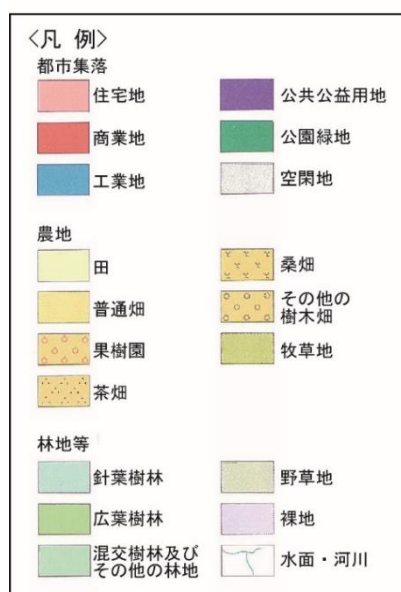 〈凡 例〉
都市集落
住宅地
公共公益用地
商業地
公園緑地
工業地
空閑地
農地
田
桑畑
普通畑
その他の
樹木畑
果樹園
牧草地
茶畑
林地等
針葉樹林
野草地
広葉樹林
裸地
混交樹林及び
その他の林地
水面・河川